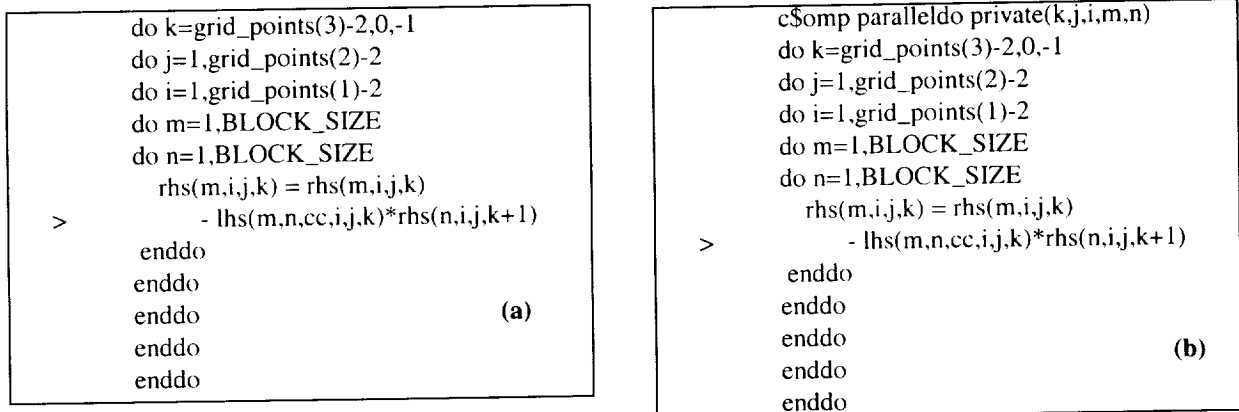 do k=grid_points(3)-2,0,-1
do j=1,grid_points(2)-2
do i=1,grid_points(1)-2
do m=1,BLOCK_SIZE
do n=1,BLOCK_SIZE
rhs(m,i,j,k) = rhs(m,i,j,k)
> - lhs(m,n,cc,i,j,k)*rhs(n,i,j,k+1)
enddo
enddo
enddo
(a)
enddo
enddo
c$omp paralleldo private(k,j,i,m,n)
do k=grid_points(3)-2,0,-1
do j=1,grid_points(2)-2
do i=1,grid_points(1)-2
do m=1,BLOCK_SIZE
do n=1,BLOCK_SIZE
rhs(m,i,j,k) = rhs(m,i,j,k)
> - lhs(m,n,cc,i,j,k)*rhs(n,i,j,k+1)
enddo
enddo
enddo
(b)
enddo
enddo